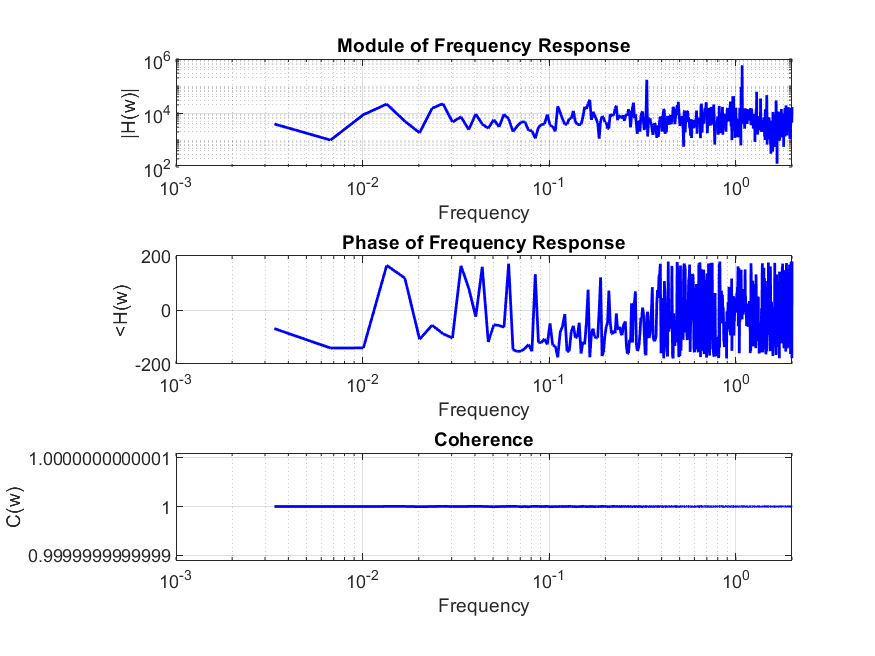 Module of Frequency Response
|H(w)|
10^6
10^4
10^2
10^-3
10^-2
10^-1
10^0
Frequency
Phase of Frequency Response
<H(w)
200
0
-200
10^-3
10^-2
10^-1
10^0
Frequency
Coherence
C(w)
1.0000000000001
1
0.9999999999999
10^-3
10^-2
10^-1
10^0
Frequency